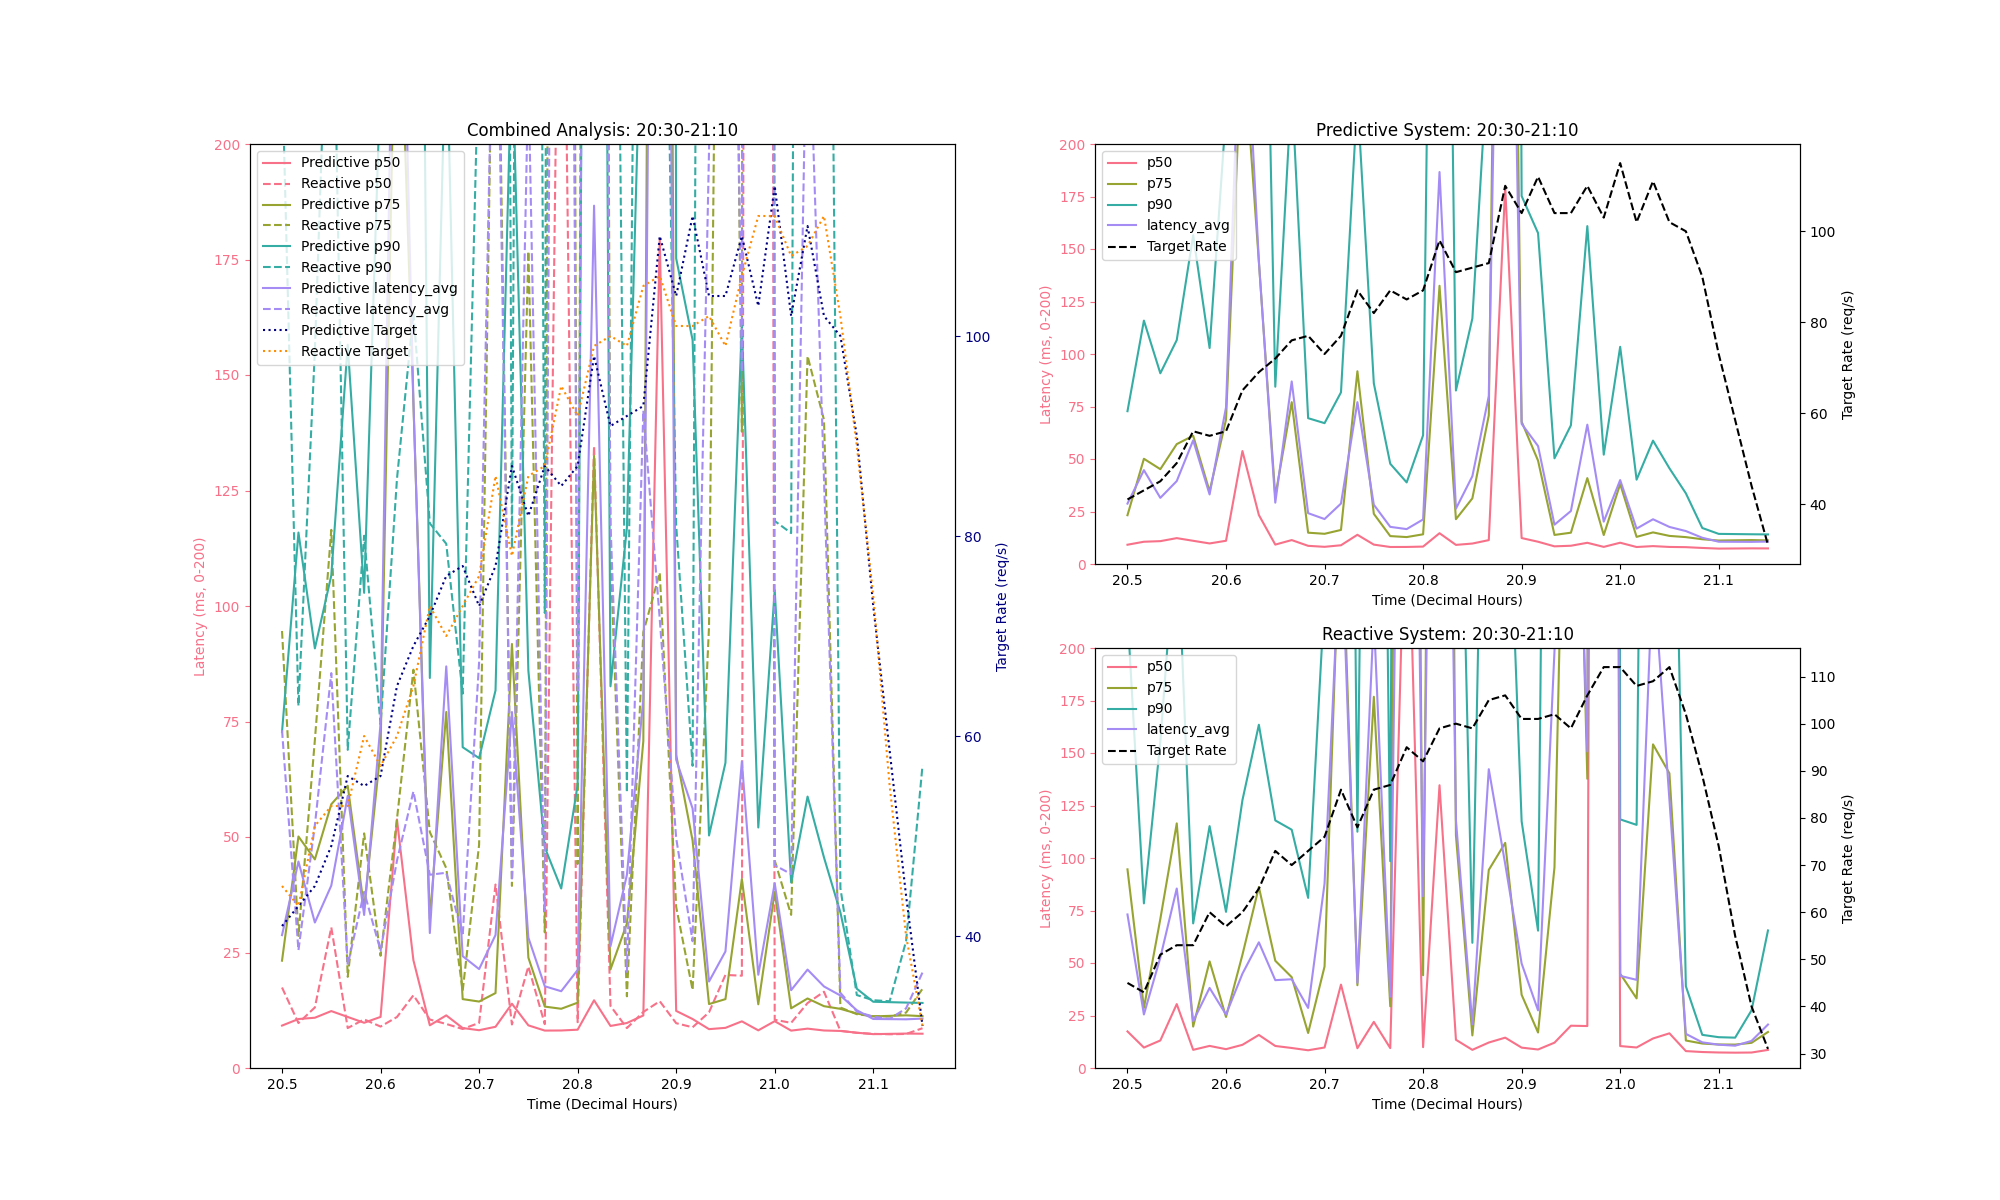 Combined Analysis: 20:30-21:10
Predictive p50
Reactive p50
Predictive p75
Reactive p75
Predictive p90
Reactive p90
Predictive latency_avg
Reactive latency_avg
Predictive Target
Reactive Target
200
175
150
125
100
75
50
25
0
Latency (ms, 0-200)
100
80
60
40
Target Rate (req/s)
20.5 20.6 20.7 20.8 20.9 21.0 21.1
Time (Decimal Hours)
Predictive System: 20:30-21:10
p50
p75
p90
latency_avg
Target Rate
200
175
150
125
100
75
50
25
0
Latency (ms, 0-200)
100
80
60
40
Target Rate (req/s)
20.5 20.6 20.7 20.8 20.9 21.0 21.1
Time (Decimal Hours)
Reactive System: 20:30-21:10
p50
p75
p90
latency_avg
Target Rate
200
175
150
125
100
75
50
25
0
Latency (ms, 0-200)
110
100
90
80
70
60
50
40
30
Target Rate (req/s)
20.5 20.6 20.7 20.8 20.9 21.0 21.1
Time (Decimal Hours)